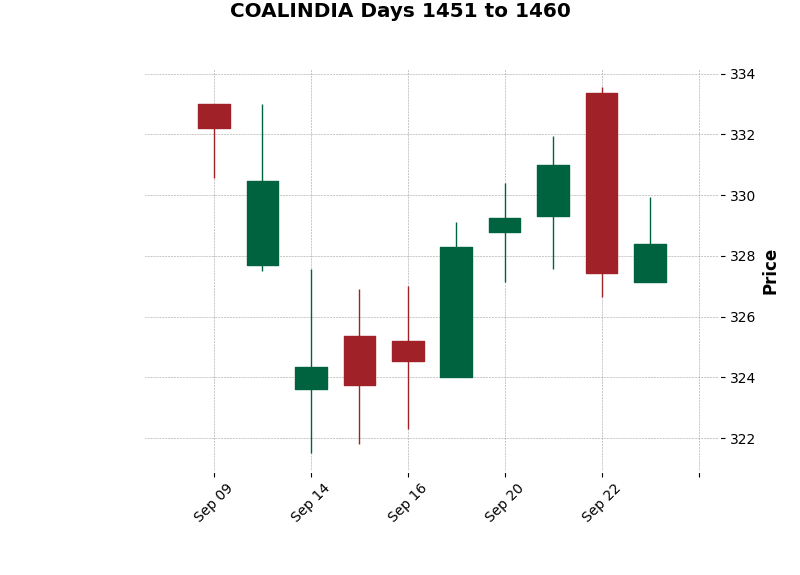 COALINDIA Days 1451 to 1460
334
332
330
328
326
324
322
Price
Sep 09
Sep 14
Sep 16
Sep 20
Sep 22